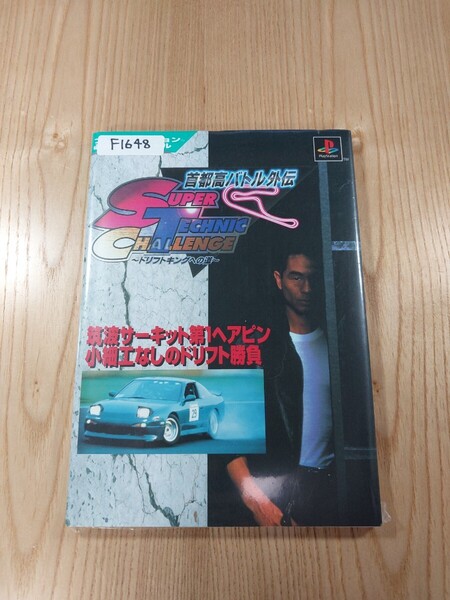 F1648
PlayStation
首都高バトル外伝
SUPER
TECHNIC
CHALLENGE
～ドリフトキングへの道～
筑波サーキット第1ヘアピン
小細工なしのドリフト勝負